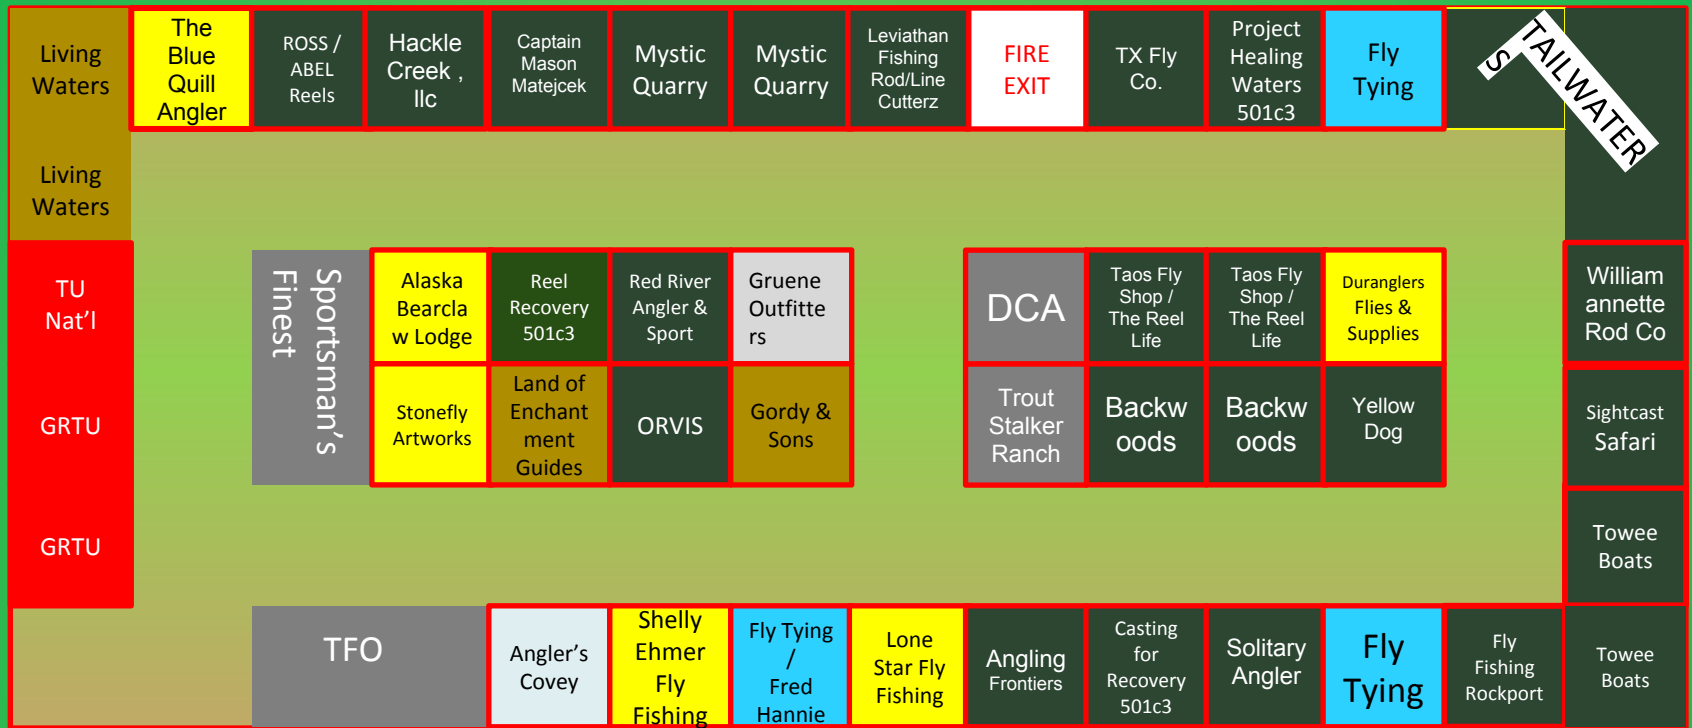 Living
Waters
The
Blue
Quill
Angler
ROSS /
ABEL
Reels
Hackle
Creek ,
llc
Captain
Mason
Matejcek
Mystic
Quarry
Mystic
Quarry
Leviathan
Fishing
Rod/Line
Cutterz
FIRE
EXIT
TX Fly
Co.
Project
Healing
Waters
501c3
Fly
Tying
TAILWATER
S
Living
Waters
TU
Nat’l
Sportsman’s
Finest
Alaska
Bearcla
w Lodge
Reel
Recovery
501c3
Red River
Angler &
Sport
Gruene
Outfitte
rs
DCA
Taos Fly
Shop /
The Reel
Life
Taos Fly
Shop /
The Reel
Life
Duranglers
Flies &
Supplies
William
annette
Rod Co
GRTU
Stonefly
Artworks
Land of
Enchant
ment
Guides
ORVIS
Gordy &
Sons
Trout
Stalker
Ranch
Backw
oods
Backw
oods
Yellow
Dog
Sightcast
Safari
GRTU
Towee
Boats
TFO
Angler’s
Covey
Shelly
Ehmer
Fly
Fishing
Fly Tying
/
Fred
Hannie
Lone
Star Fly
Fishing
Angling
Frontiers
Casting
for
Recovery
501c3
Solitary
Angler
Fly
Tying
Fly
Fishing
Rockport
Towee
Boats